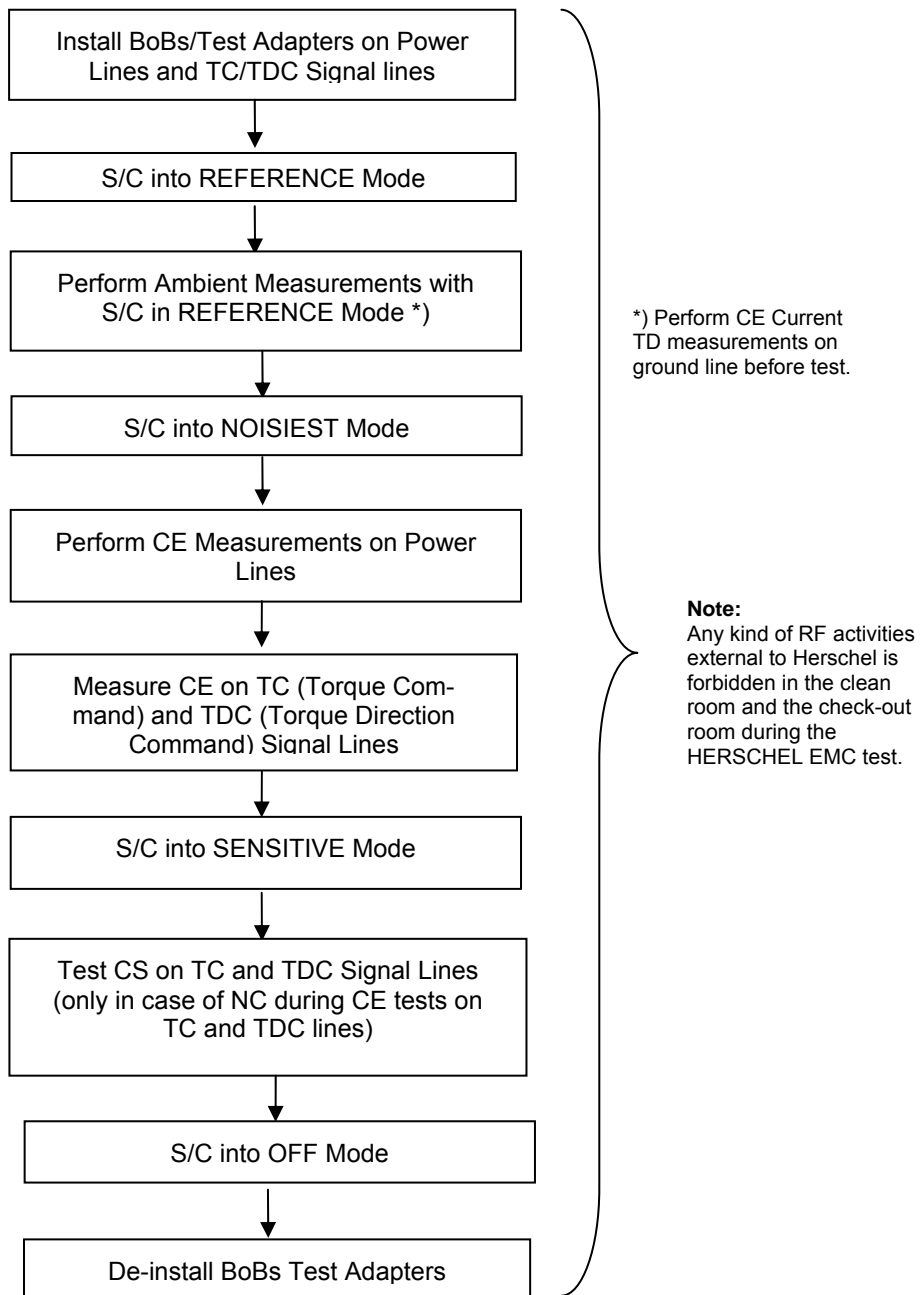 Install BoBs/Test Adapters on Power
Lines and TC/TDC Signal lines
S/C into REFERENCE Mode
Perform Ambient Measurements with
S/C in REFERENCE Mode *)
*) Perform CE Current
TD measurements on
ground line before test.
S/C into NOISIEST Mode
Perform CE Measurements on Power
Lines
Note:
Any kind of RF activities
external to Herschel is
forbidden in the clean
room and the check-out
room during the
HERSCHEL EMC test.
Measure CE on TC (Torque Com-
mand) and TDC (Torque Direction
Command) Signal Lines
S/C into SENSITIVE Mode
Test CS on TC and TDC Signal Lines
(only in case of NC during CE tests on
TC and TDC lines)
S/C into OFF Mode
De-install BoBs Test Adapters